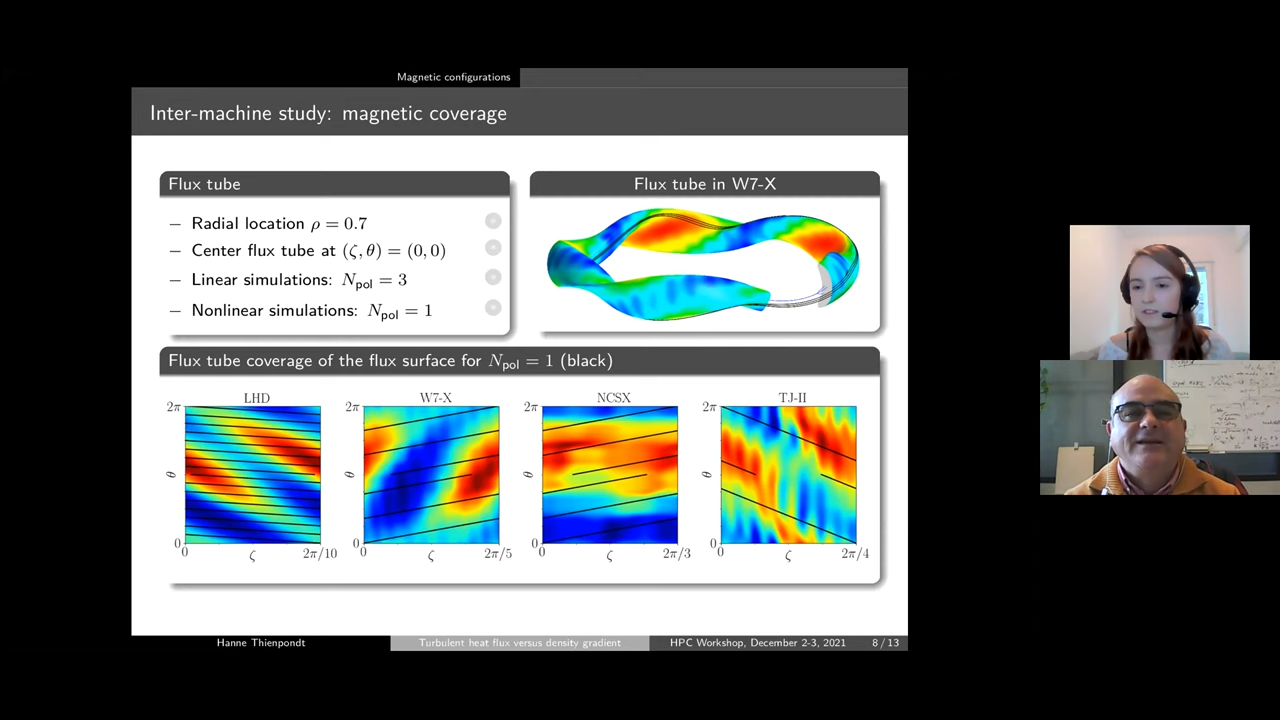 Magnetic configurations
Inter-machine study: magnetic coverage
Flux tube
– Radial location ρ = 0.7
– Center flux tube at (ζ, θ) = (0, 0)
– Linear simulations: Npol = 3
– Nonlinear simulations: Npol = 1
Flux tube in W7-X
Flux tube coverage of the flux surface for Npol = 1 (black)
LHD
2π
θ
0
0 ζ 2π/10
W7-X
2π
θ
0
0 ζ 2π/5
NCSX
2π
θ
0
0 ζ 2π/3
TJ-II
2π
θ
0
0 ζ 2π/4
Hanne Thienpondt
Turbulent heat flux versus density gradient
HPC Workshop, December 2-3, 2021
8 / 13